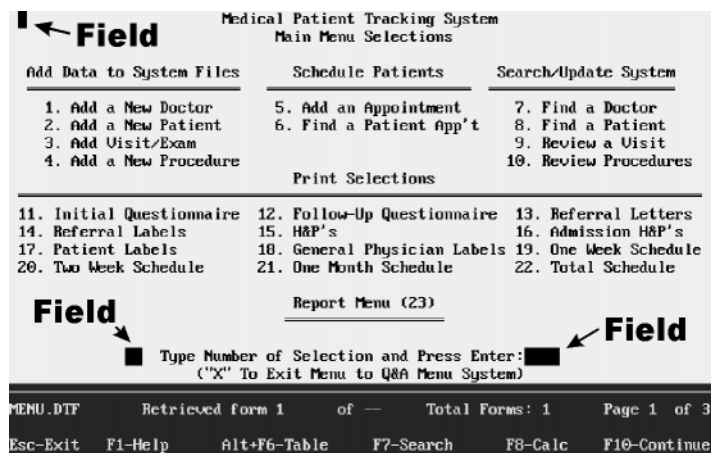 Medical Patient Tracking System
Field
Main Menu Selections
Add Data to System Files Schedule Patients Search/Update System
1. Add a New Doctor 5. Add an Appointment 7. Find a Doctor
2. Add a New Patient 6. Find a Patient App't 8. Find a Patient
3. Add Visit/Exam 9. Review a Visit
4. Add a New Procedure 10. Review Procedures
Print Selections
11. Initial Questionnaire 12. Follow-Up Questionnaire 13. Referral Letters
14. Referral Labels 15. H&P's 16. Admission H&P's
17. Patient Labels 18. General Physician Labels 19. One Week Schedule
20. Two Week Schedule 21. One Month Schedule 22. Total Schedule
Report Menu (23)
Field
Field
Type Number of Selection and Press Enter:
("X" To Exit Menu to Q&A Menu System)
MENU.DTF Retrieved form 1 of -- Total Forms: 1 Page 1 of 3
Esc-Exit F1-Help Alt+F6-Table F7-Search F8-Calc F10-Continue